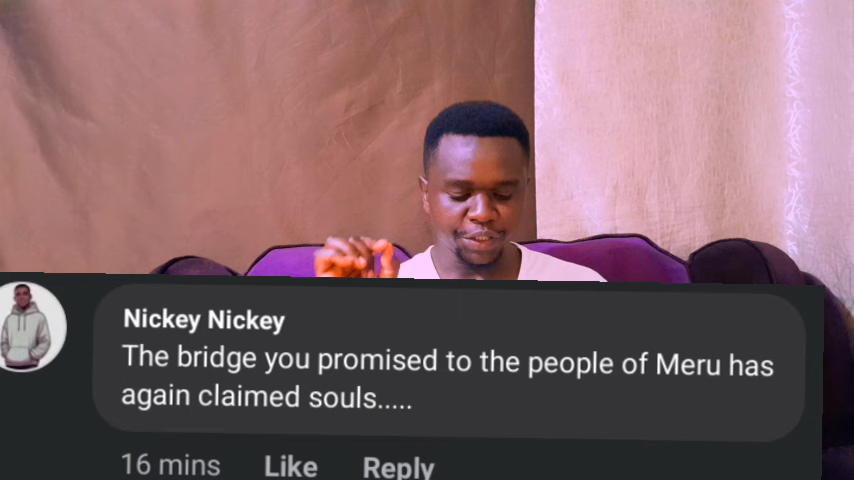 Nickey Nickey
The bridge you promised to the people of Meru has
again claimed souls.....
16 mins Like Reply